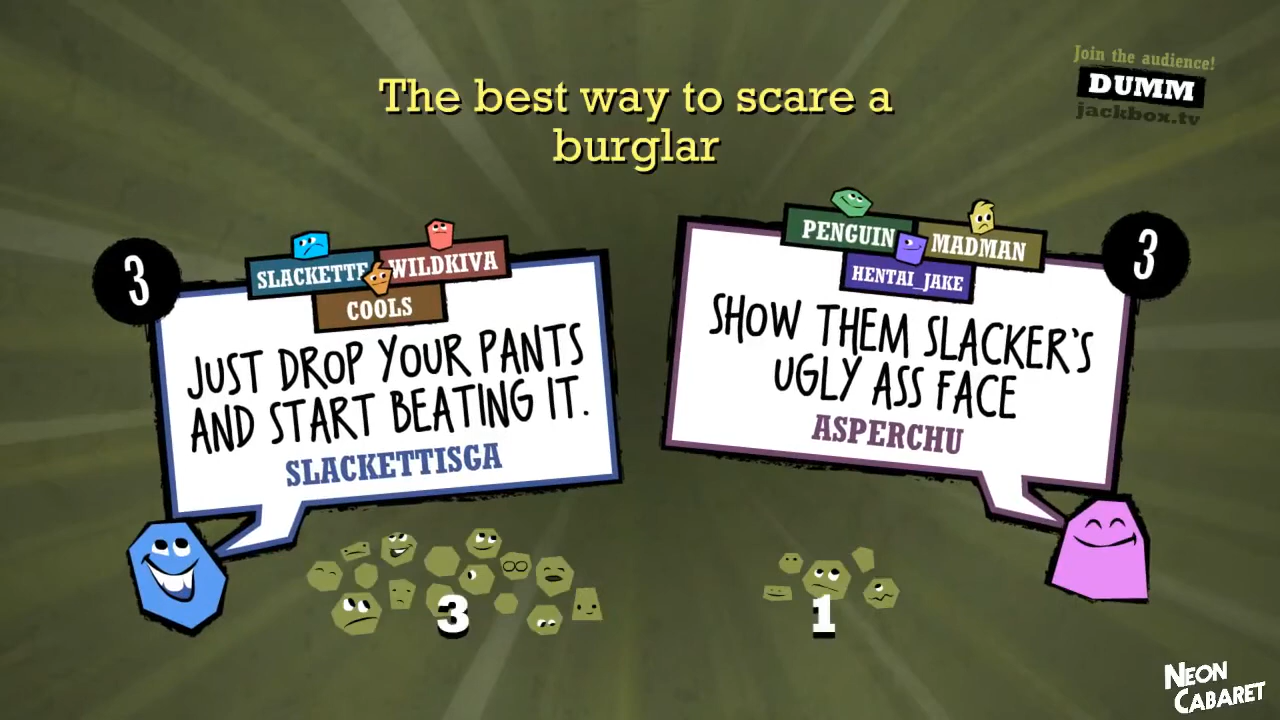 Join the audience!
DUMM
jackbox.tv
The best way to scare a
burglar
3
SLACKETTE
WILDKIVA
COOLS
JUST DROP YOUR PANTS
AND START BEATING IT.
SLACKETTISGA
3
PENGUIN
MADMAN
HENTAI_JAKE
3
SHOW THEM SLACKER'S
UGLY ASS FACE
ASPERCHU
1
NEON
CABARET